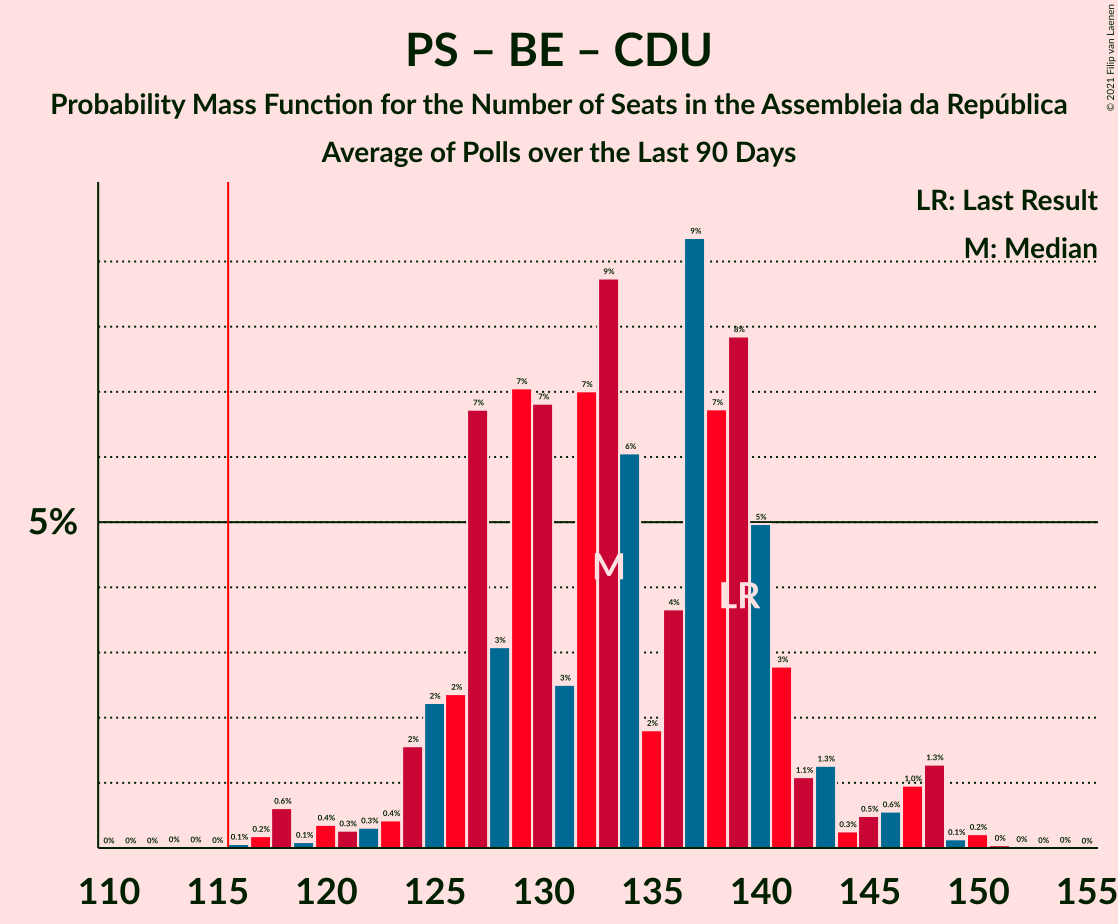 PS – BE – CDU
Probability Mass Function for the Number of Seats in the Assembleia da República
Average of Polls over the Last 90 Days
© 2021 Filip van Laenen
LR: Last Result
M: Median
5%
0% 0% 0% 0% 0% 0% 0.1% 0.2% 0.6% 0.1% 0.4% 0.3% 0.3% 0.4% 2% 2% 2% 7% 3% 7% 7% 3% 7% 9% 6% 2% 4% 9% 7% 8% 5% 3% 1.1% 1.3% 0.3% 0.5% 0.6% 1.0% 1.3% 0.1% 0.2% 0% 0% 0% 0% 0%
M
LR
110 115 120 125 130 135 140 145 150 155